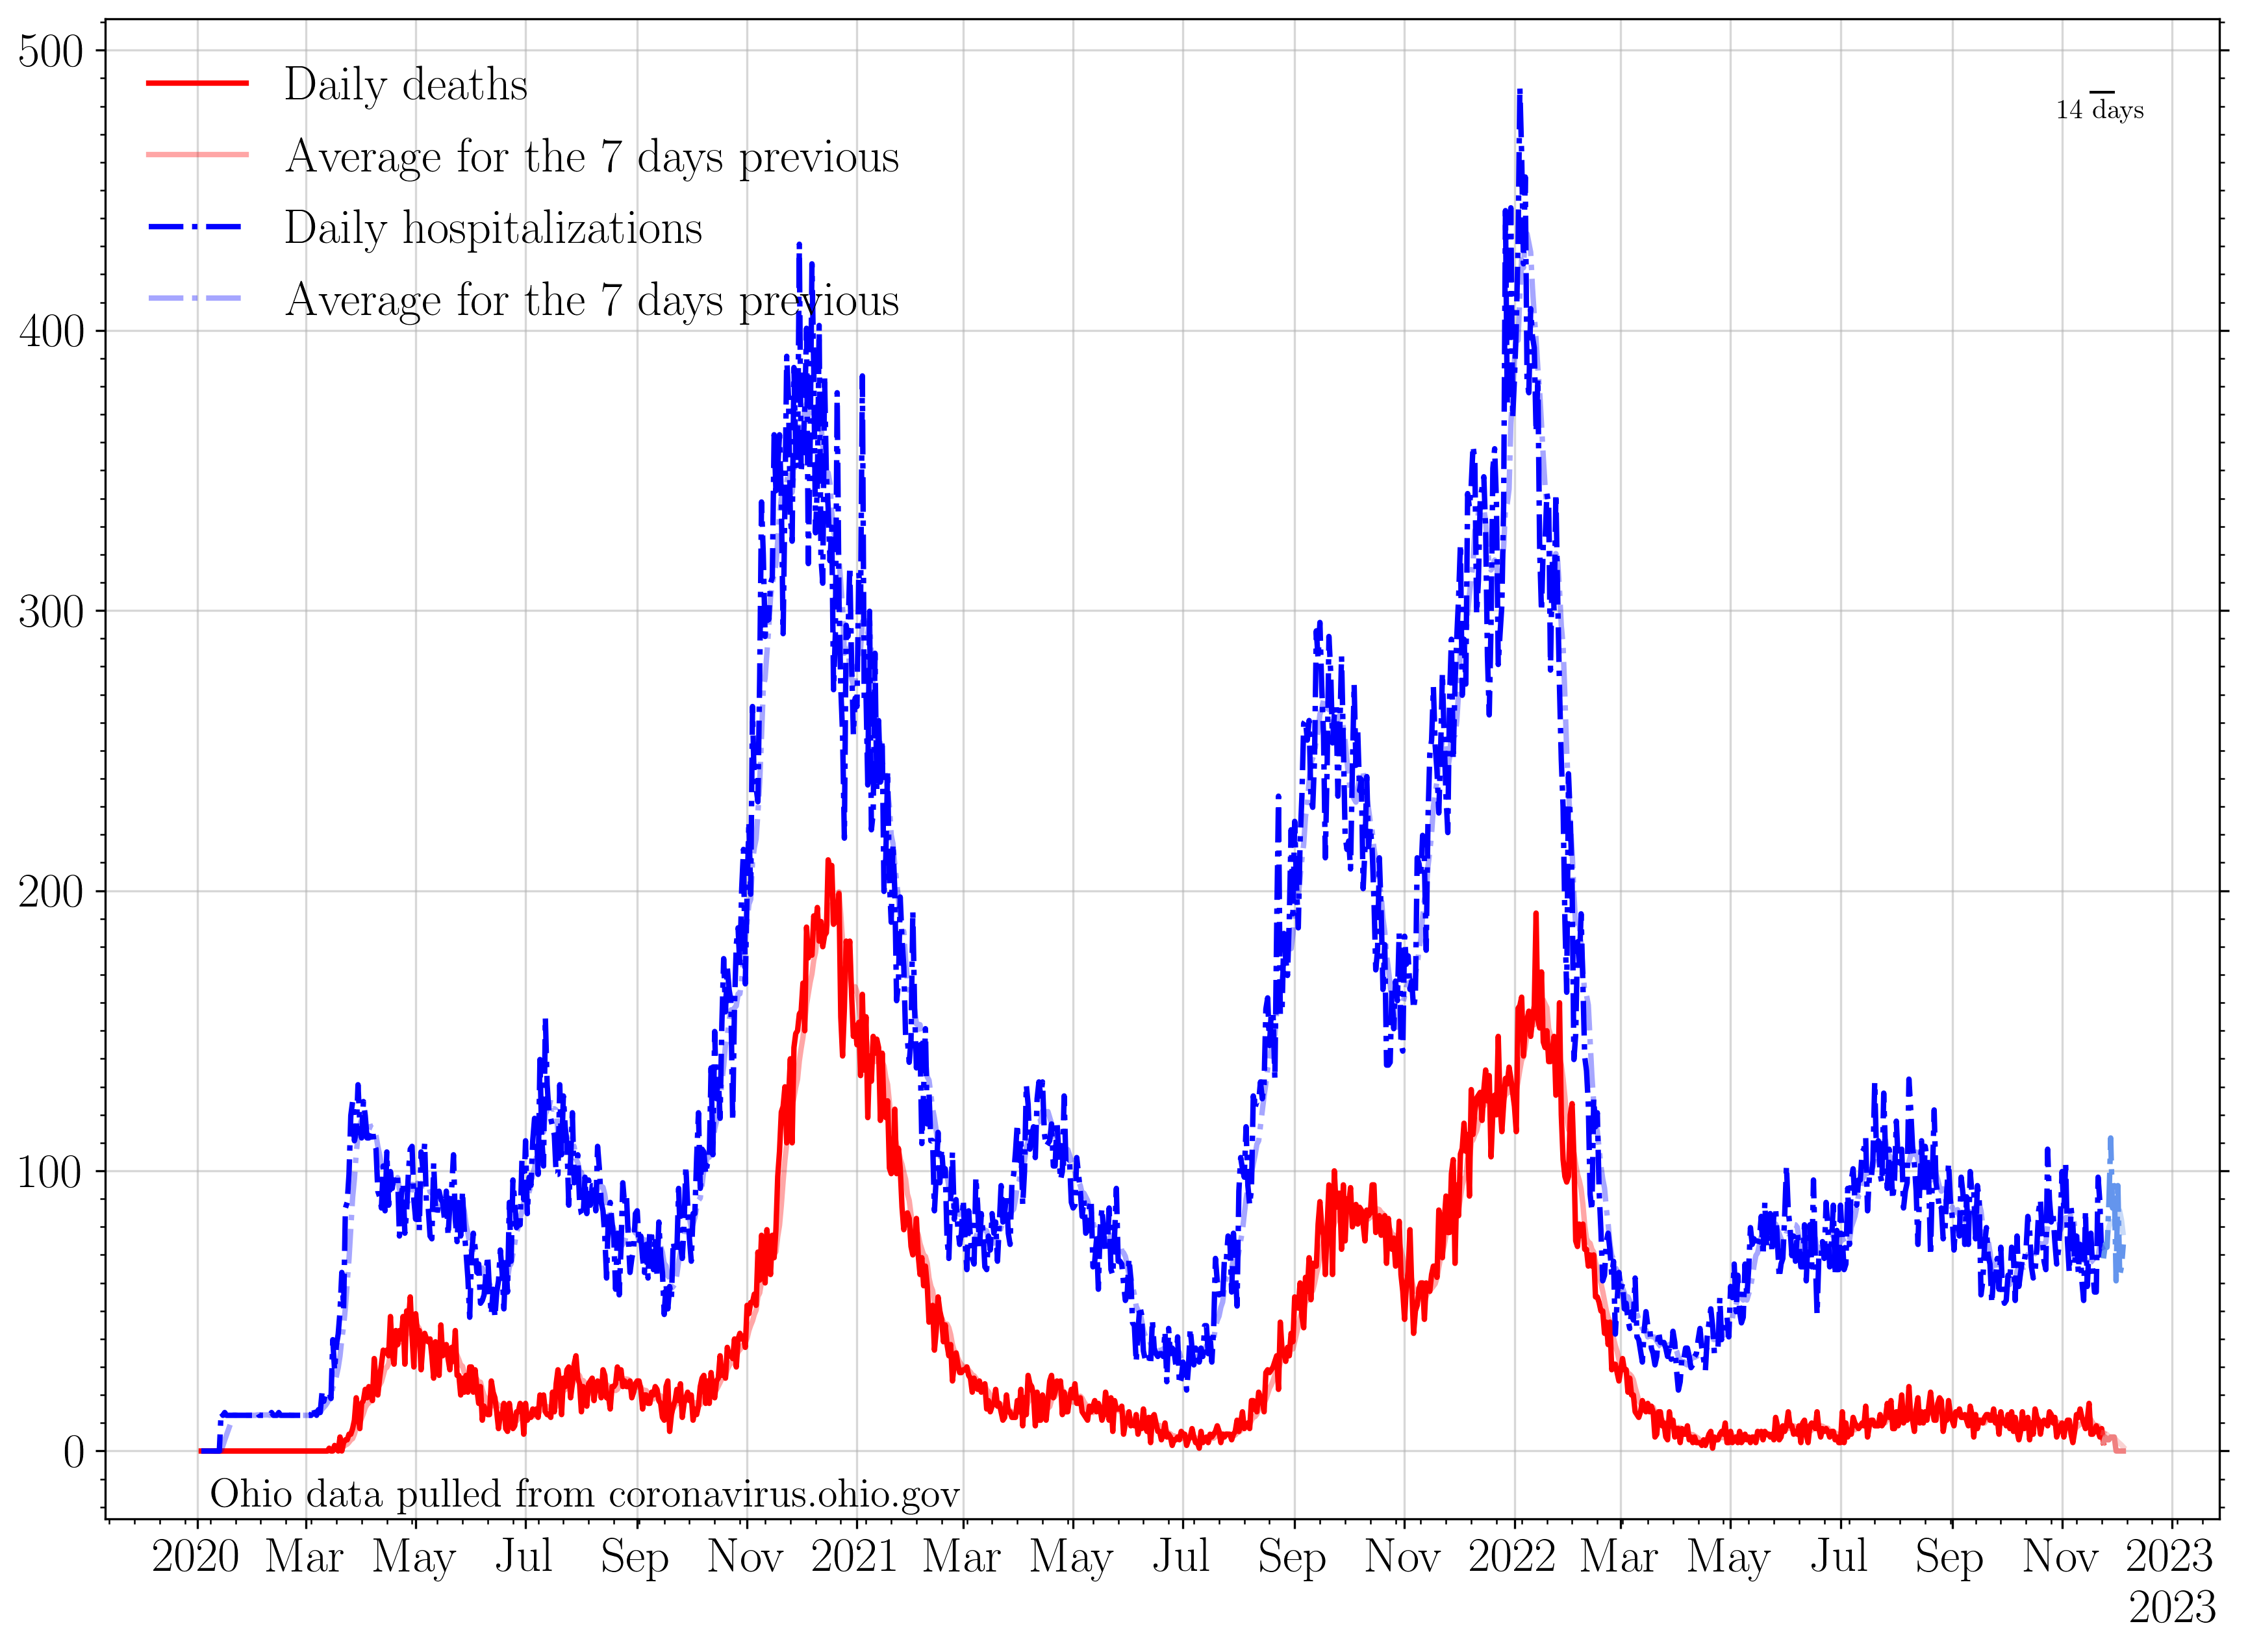 500
400
300
200
100
0
Daily deaths
Average for the 7 days previous
Daily hospitalizations
Average for the 7 days previous
14 days
Ohio data pulled from coronavirus.ohio.gov
2020 Mar May Jul Sep Nov 2021 Mar May Jul Sep Nov 2022 Mar May Jul Sep Nov 2023
2023